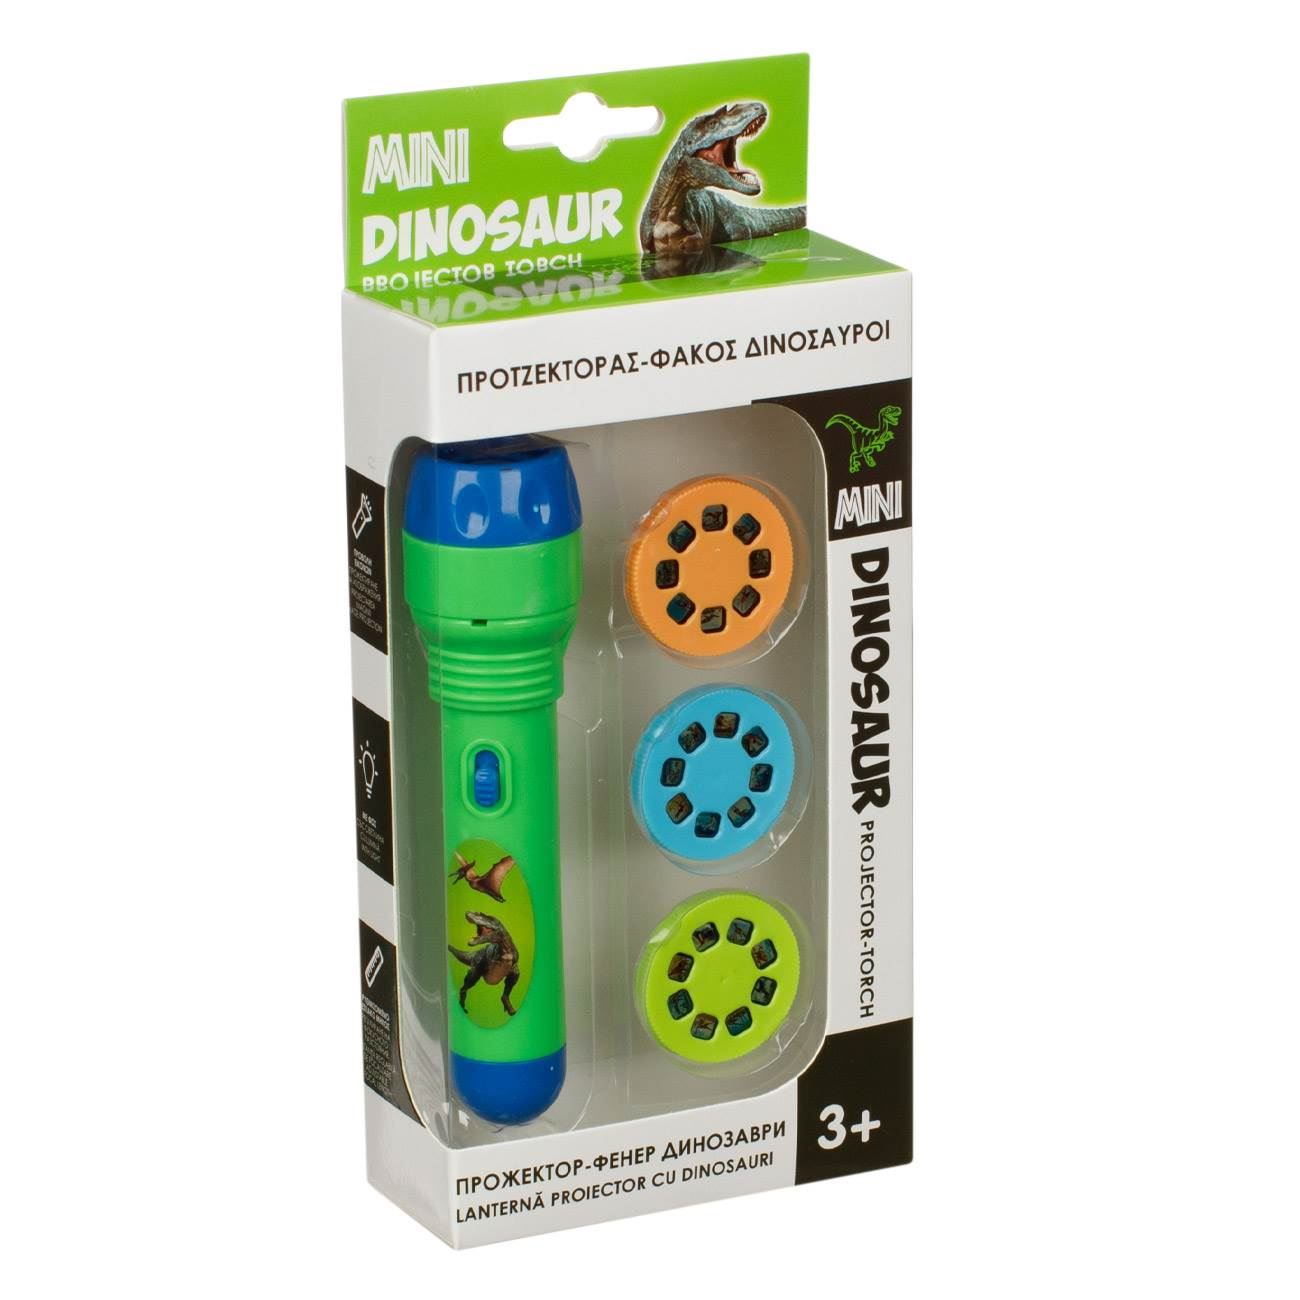 MINI
DINOSAUR
PROJECTOR TORCH
ΠΡΟΤΖΕΚΤΟΡΑΣ-ΦΑΚΟΣ ΔΙΝΟΣΑΥΡΟΙ
MINI
DINOSAUR
PROJECTOR-TORCH
3+
ПРОЖЕКТОР-ФЕНЕР ДИНОЗАВРИ
LANTERNĂ PROIECTOR CU DINOSAURI